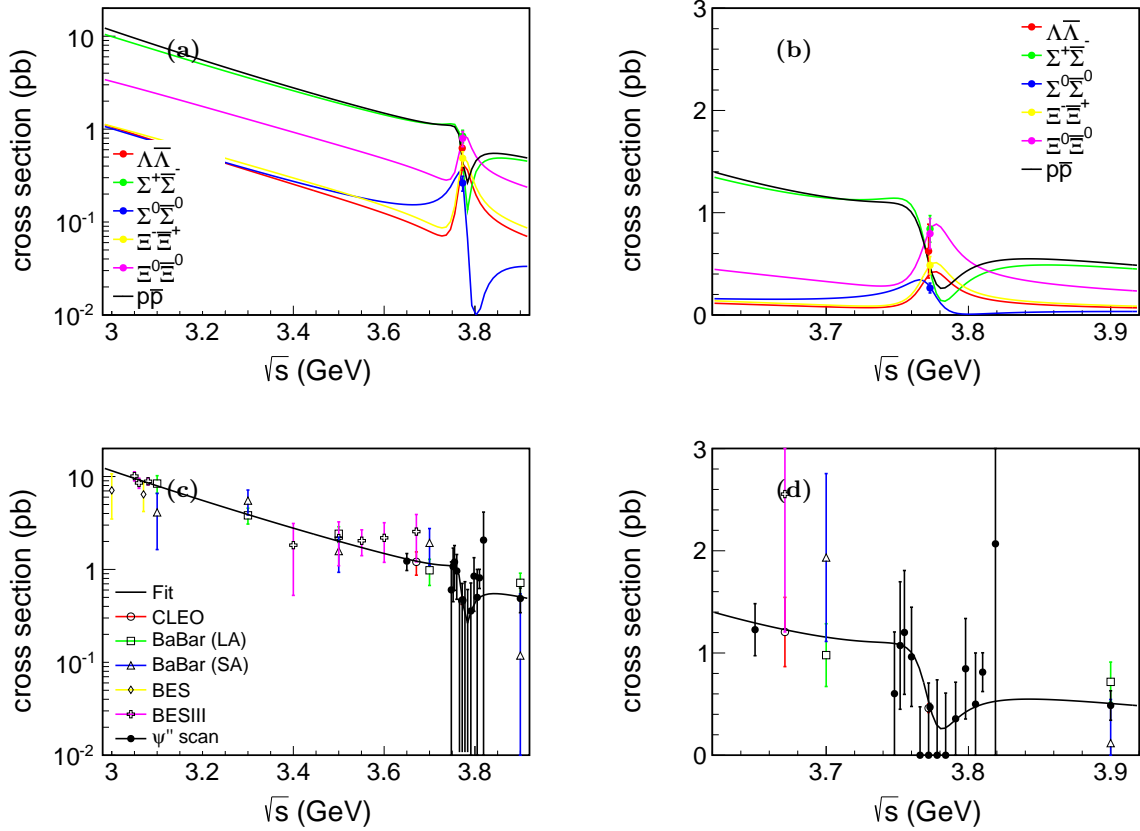 cross section (pb)
10
1
10⁻¹
10⁻²
(a)
ΛΛ̅
Σ⁺Σ̅⁻
Σ⁰Σ̅⁰
Ξ⁻Ξ̅⁺
Ξ⁰Ξ̅⁰
pp̅
3 3.2 3.4 3.6 3.8
√s (GeV)
cross section (pb)
3
2
1
0
(b)
ΛΛ̅
Σ⁺Σ̅⁻
Σ⁰Σ̅⁰
Ξ⁻Ξ̅⁺
Ξ⁰Ξ̅⁰
pp̅
3.7 3.8 3.9
√s (GeV)
cross section (pb)
10
1
10⁻¹
10⁻²
(c)
Fit
CLEO
BaBar (LA)
BaBar (SA)
BES
BESIII
ψ'' scan
3 3.2 3.4 3.6 3.8
√s (GeV)
cross section (pb)
3
2
1
0
(d)
3.7 3.8 3.9
√s (GeV)